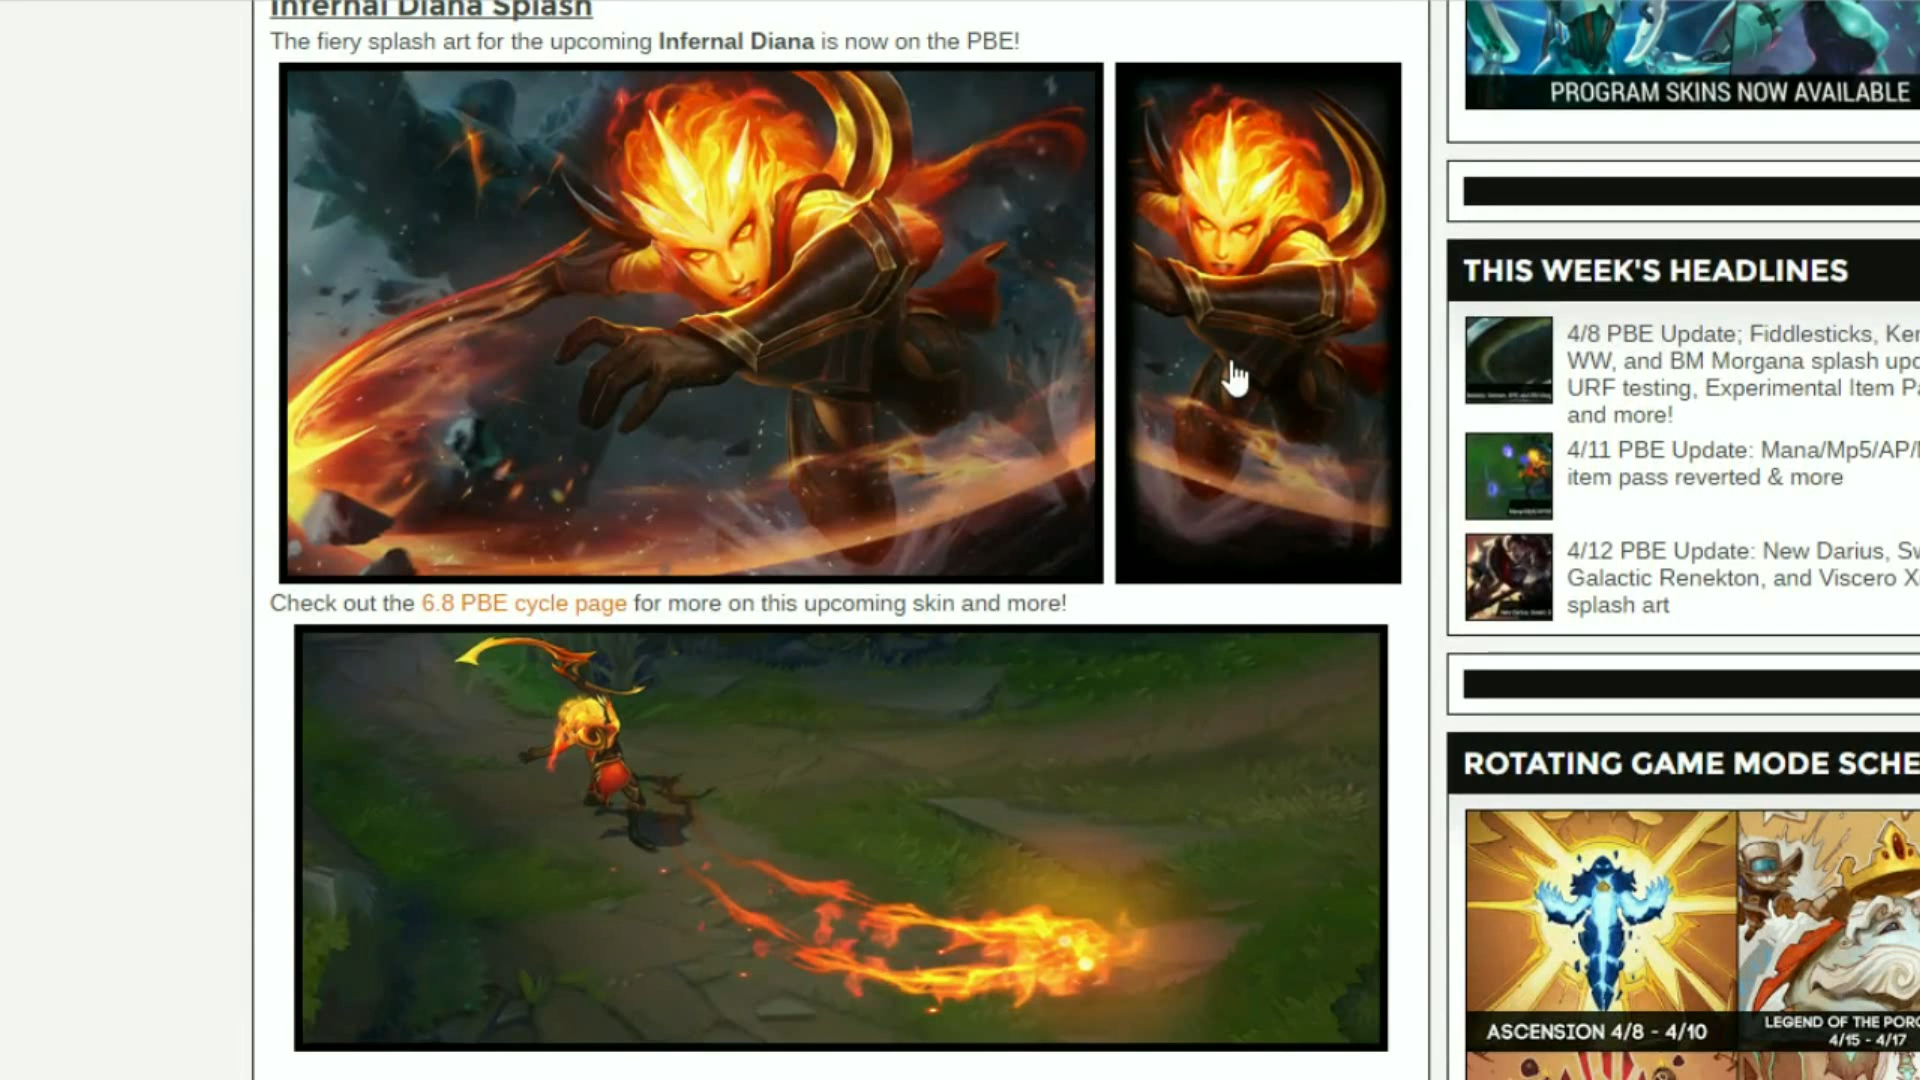 Infernal Diana Splash
The fiery splash art for the upcoming Infernal Diana is now on the PBE!
Check out the 6.8 PBE cycle page for more on this upcoming skin and more!
PROGRAM SKINS NOW AVAILABLE
THIS WEEK'S HEADLINES
4/8 PBE Update; Fiddlesticks, Ken
WW, and BM Morgana splash
URF testing, Experimental Item
and more!
4/11 PBE Update: Mana/Mp5/AP/
item pass reverted & more
4/12 PBE Update: New Darius,
Galactic Renekton, and Viscero
splash art
ROTATING GAME MODE SCHE
ASCENSION 4/8 - 4/10
LEGEND OF THE PORO
4/15 - 4/17